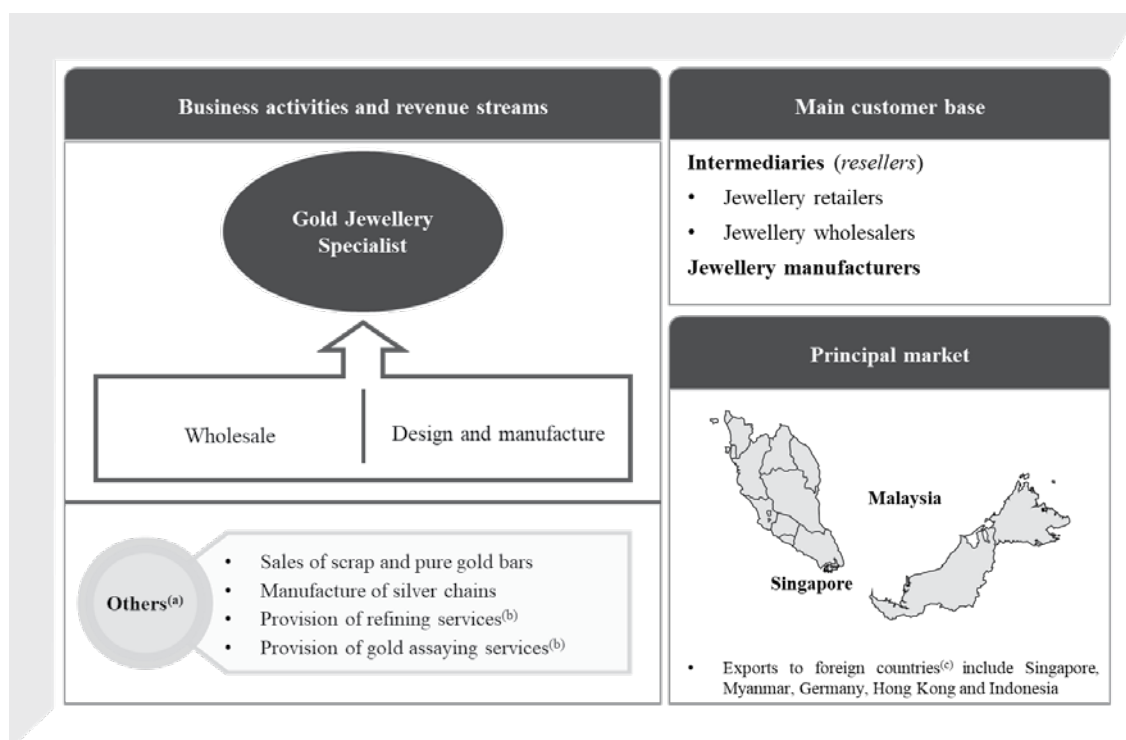 Business activities and revenue streams
Gold Jewellery
Specialist
Wholesale
Design and manufacture
Others(a)
• Sales of scrap and pure gold bars
• Manufacture of silver chains
• Provision of refining services(b)
• Provision of gold assaying services(b)
Main customer base
Intermediaries (resellers)
• Jewellery retailers
• Jewellery wholesalers
Jewellery manufacturers
Principal market
Malaysia
Singapore
• Exports to foreign countries(c) include Singapore,
Myanmar, Germany, Hong Kong and Indonesia